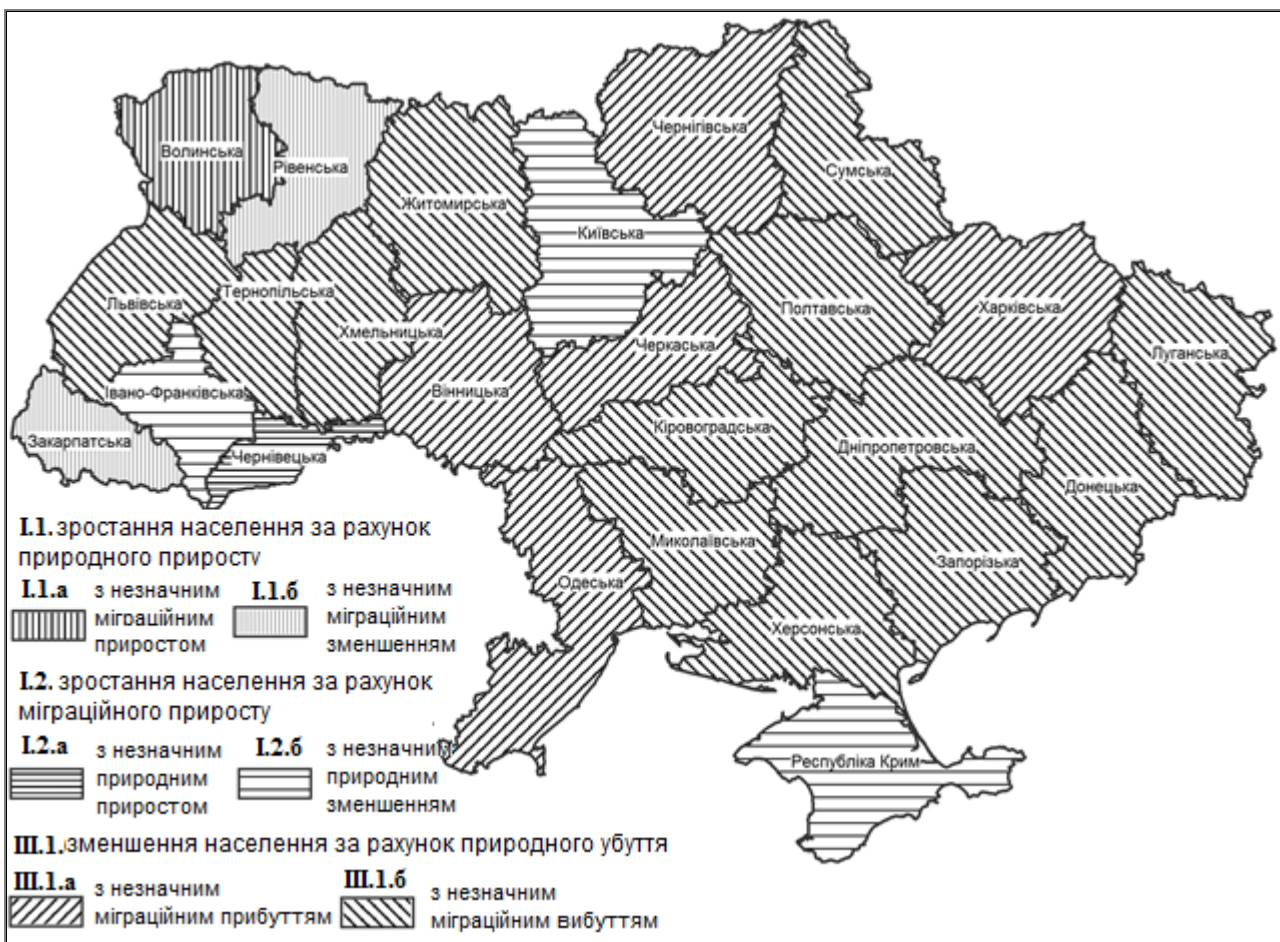 Чернігівська
Волинська
Рівенська
Сумська
Житомирська
Київська
Тернопільська
Львівська
Полтавська
Харківська
Хмельницька
Черкаська
Луганська
Івано-Франківська
Вінницька
Закарпатська
Кіровоградська
Дніпропетровська
Чернівецька
Донецька
Миколаївська
Запорізька
Одеська
Херсонська
Республіка Крим
I.1. зростання населення за рахунок
природного приросту
I.1.а з незначним
міграційним
приростом
I.1.б з незначним
міграційним
зменшенням
I.2. зростання населення за рахунок
міграційного приросту
I.2.а з незначним
природним
приростом
I.2.б з незначним
природним
зменшенням
III.1. зменшення населення за рахунок природного убуття
III.1.а з незначним
міграційним прибуттям
III.1.б з незначним
міграційним вибуттям